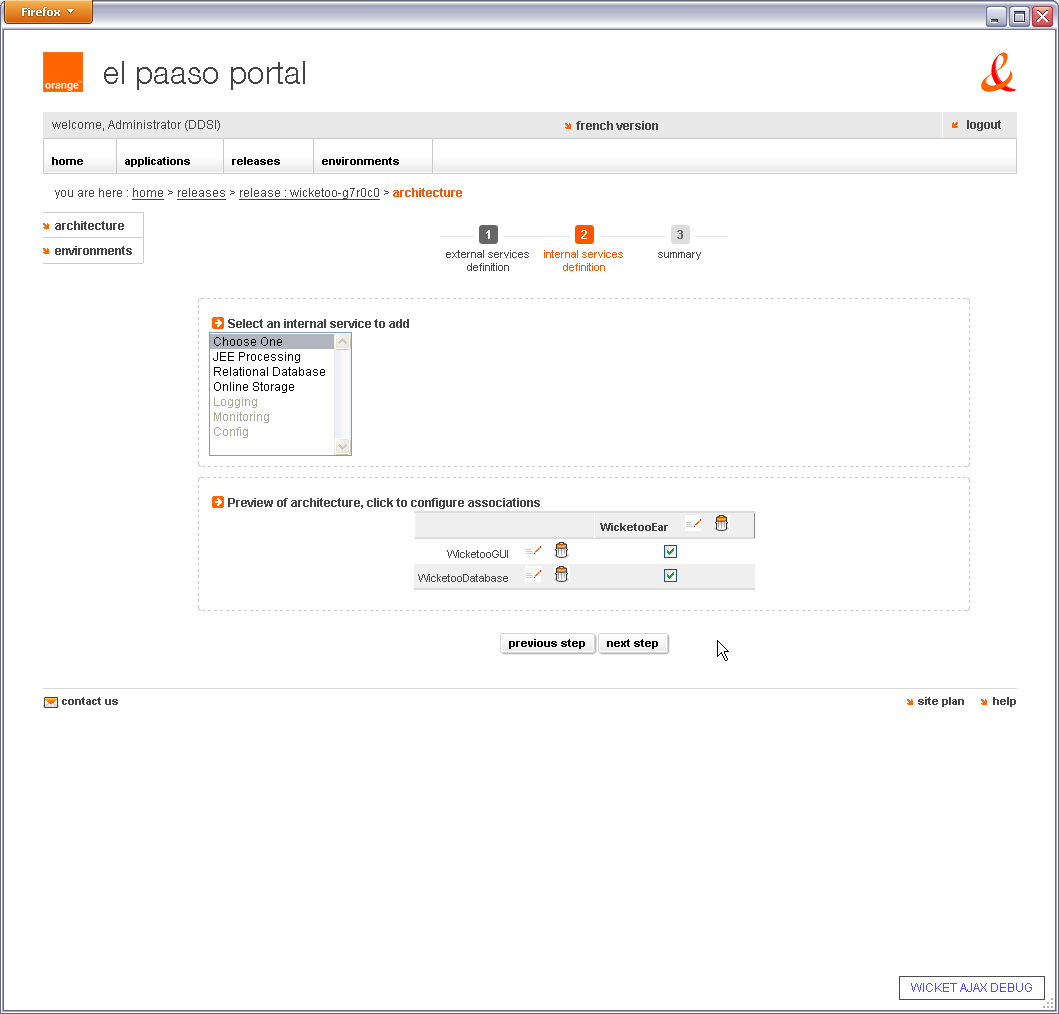 Firefox
orange™
el paaso portal
welcome, Administrator (DDSI)
french version
logout
home
applications
releases
environments
you are here : home > releases > release : wicketoo-g7r0c0 > architecture
architecture
environments
1
external services
definition
2
internal services
definition
3
summary
Select an internal service to add
Choose One
JEE Processing
Relational Database
Online Storage
Logging
Monitoring
Config
Preview of architecture, click to configure associations
WicketooEar
WicketooGUI
WicketooDatabase
previous step
next step
contact us
site plan
help
WICKET AJAX DEBUG